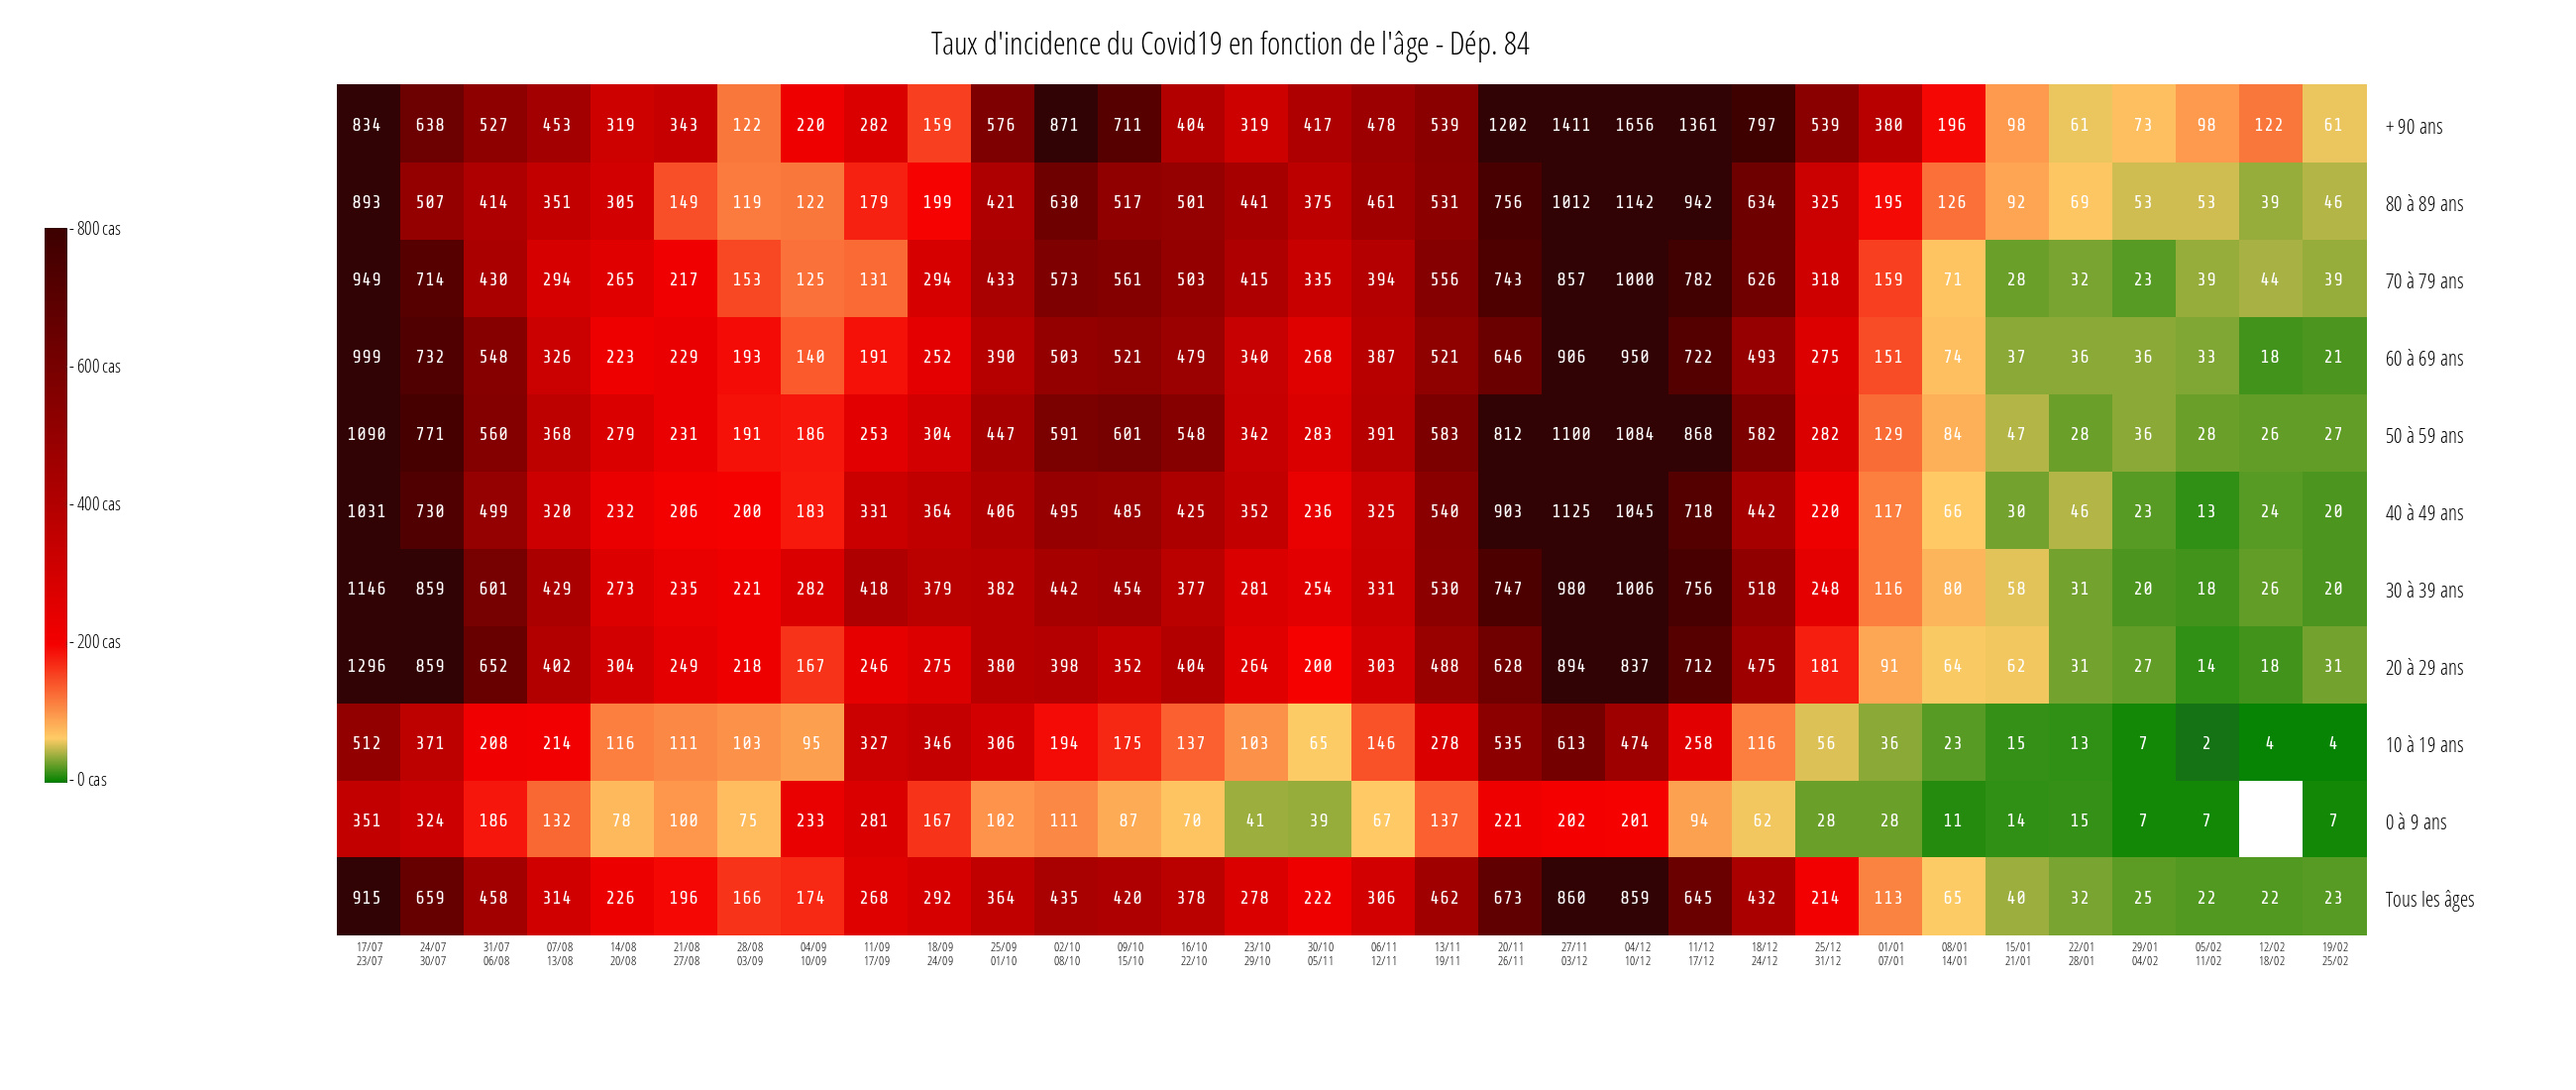 Taux d'incidence du Covid19 en fonction de l'âge - Dép. 84
834 638 527 453 319 343 122 220 282 159 576 871 711 404 319 417 478 539 1202 1411 1656 1361 797 539 380 196 98 61 73 98 122 61 + 90 ans
893 507 414 351 305 149 119 122 179 199 421 630 517 501 441 375 461 531 756 1012 1142 942 634 325 195 126 92 69 53 53 39 46 80 à 89 ans
- 800 cas
949 714 430 294 265 217 153 125 131 294 433 573 561 503 415 335 394 556 743 857 1000 782 626 318 159 71 28 32 23 39 44 39 70 à 79 ans
999 732 548 326 223 229 193 140 191 252 390 503 521 479 340 268 387 521 646 906 950 722 493 275 151 74 37 36 36 33 18 21 60 à 69 ans
- 600 cas
1090 771 560 368 279 231 191 186 253 304 447 591 601 548 342 283 391 583 812 1100 1084 868 582 282 129 84 47 28 36 28 26 27 50 à 59 ans
- 400 cas
1031 730 499 320 232 206 200 183 331 364 406 495 485 425 352 236 325 540 903 1125 1045 718 442 220 117 66 30 46 23 13 24 20 40 à 49 ans
1146 859 601 429 273 235 221 282 418 379 382 442 454 377 281 254 331 530 747 980 1006 756 518 248 116 80 58 31 20 18 26 20 30 à 39 ans
- 200 cas
1296 859 652 402 304 249 218 167 246 275 380 398 352 404 264 200 303 488 628 894 837 712 475 181 91 64 62 31 27 14 18 31 20 à 29 ans
512 371 208 214 116 111 103 95 327 346 306 194 175 137 103 65 146 278 535 613 474 258 116 56 36 23 15 13 7 2 4 4 10 à 19 ans
- 0 cas
351 324 186 132 78 100 75 233 281 167 102 111 87 70 41 39 67 137 221 202 201 94 62 28 28 11 14 15 7 7 7 0 à 9 ans
915 659 458 314 226 196 166 174 268 292 364 435 420 378 278 222 306 462 673 860 859 645 432 214 113 65 40 32 25 22 22 23 Tous les âges
17/07 24/07 31/07 07/08 14/08 21/08 28/08 04/09 11/09 18/09 25/09 02/10 09/10 16/10 23/10 30/10 06/11 13/11 20/11 27/11 04/12 11/12 18/12 25/12 01/01 08/01 15/01 22/01 29/01 05/02 12/02 19/02
23/07 30/07 06/08 13/08 20/08 27/08 03/09 10/09 17/09 24/09 01/10 08/10 15/10 22/10 29/10 05/11 12/11 19/11 26/11 03/12 10/12 17/12 24/12 31/12 07/01 14/01 21/01 28/01 04/02 11/02 18/02 25/02